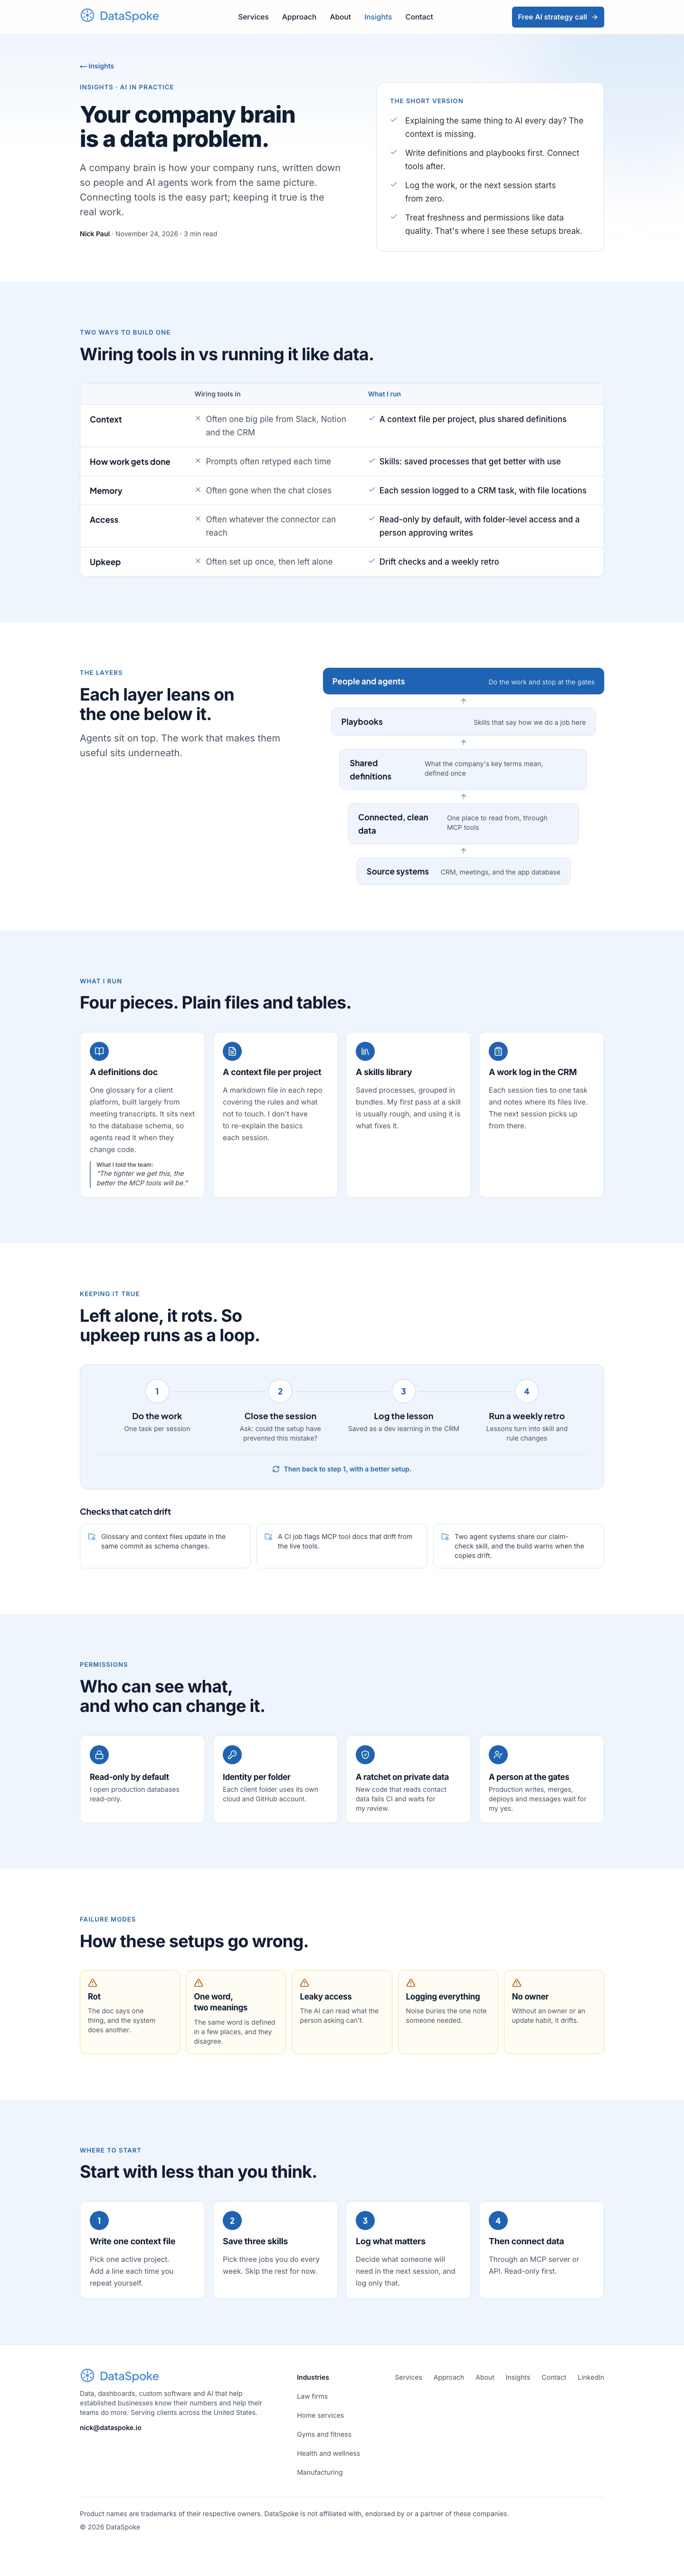 DataSpoke
Services Approach About Insights Contact
Free AI strategy call →
← Insights
INSIGHTS · AI IN PRACTICE
Your company brain
is a data problem.
A company brain is how your company runs, written down
so people and AI agents work from the same picture.
Connecting tools is the easy part; keeping it true is the
real work.
Nick Paul · November 24, 2026 · 3 min read
THE SHORT VERSION
Explaining the same thing to AI every day? The
context is missing.
Write definitions and playbooks first. Connect
tools after.
Log the work, or the next session starts
from zero.
Treat freshness and permissions like data
quality. That's where I see these setups break.
TWO WAYS TO BUILD ONE
Wiring tools in vs running it like data.
Wiring tools in What I run
Context
Often one big pile from Slack, Notion
and the CRM
A context file per project, plus shared definitions
How work gets done
Prompts often retyped each time
Skills: saved processes that get better with use
Memory
Often gone when the chat closes
Each session logged to a CRM task, with file locations
Access
Often whatever the connector can
reach
Read-only by default, with folder-level access and a
person approving writes
Upkeep
Often set up once, then left alone
Drift checks and a weekly retro
THE LAYERS
Each layer leans on
the one below it.
Agents sit on top. The work that makes them
useful sits underneath.
People and agents
Do the work and stop at the gates
Playbooks
Skills that say how we do a job here
Shared
definitions
What the company's key terms mean,
defined once
Connected, clean
data
One place to read from, through
MCP tools
Source systems
CRM, meetings, and the app database
WHAT I RUN
Four pieces. Plain files and tables.
A definitions doc
One glossary for a client
platform, built largely from
meeting transcripts. It sits next
to the database schema, so
agents read it when they
change code.
What I told the team:
"The tighter we get this, the
better the MCP tools will be."
A context file per project
A markdown file in each repo
covering the rules and what
not to touch. I don't have
to re-explain the basics
each session.
A skills library
Saved processes, grouped in
bundles. My first pass at a skill
is usually rough, and using it is
what fixes it.
A work log in the CRM
Each session ties to one task
and notes where its files live.
The next session picks up
from there.
KEEPING IT TRUE
Left alone, it rots. So
upkeep runs as a loop.
1
Do the work
One task per session
2
Close the session
Ask: could the setup have
prevented this mistake?
3
Log the lesson
Saved as a dev learning in the CRM
4
Run a weekly retro
Lessons turn into skill and
rule changes
Then back to step 1, with a better setup.
Checks that catch drift
Glossary and context files update in the
same commit as schema changes.
A CI job flags MCP tool docs that drift from
the live tools.
Two agent systems share our claim-
check skill, and the build warns when the
copies drift.
PERMISSIONS
Who can see what,
and who can change it.
Read-only by default
I open production databases
read-only.
Identity per folder
Each client folder uses its own
cloud and GitHub account.
A ratchet on private data
New code that reads contact
data fails CI and waits for
my review.
A person at the gates
Production writes, merges,
deploys and messages wait for
my yes.
FAILURE MODES
How these setups go wrong.
Rot
The doc says one
thing, and the system
does another.
One word,
two meanings
The same word is defined
in a few places, and they
disagree.
Leaky access
The AI can read what the
person asking can't.
Logging everything
Noise buries the one note
someone needed.
No owner
Without an owner or an
update habit, it drifts.
WHERE TO START
Start with less than you think.
1
Write one context file
Pick one active project.
Add a line each time you
repeat yourself.
2
Save three skills
Pick three jobs you do every
week. Skip the rest for now.
3
Log what matters
Decide what someone will
need in the next session, and
log only that.
4
Then connect data
Through an MCP server or
API. Read-only first.
DataSpoke
Data, dashboards, custom software and AI that help
established businesses know their numbers and help their
teams do more. Serving clients across the United States.
nick@dataspoke.io
Industries
Law firms
Home services
Gyms and fitness
Health and wellness
Manufacturing
Services Approach About Insights Contact LinkedIn
Product names are trademarks of their respective owners. DataSpoke is not affiliated with, endorsed by or a partner of these companies.
© 2026 DataSpoke